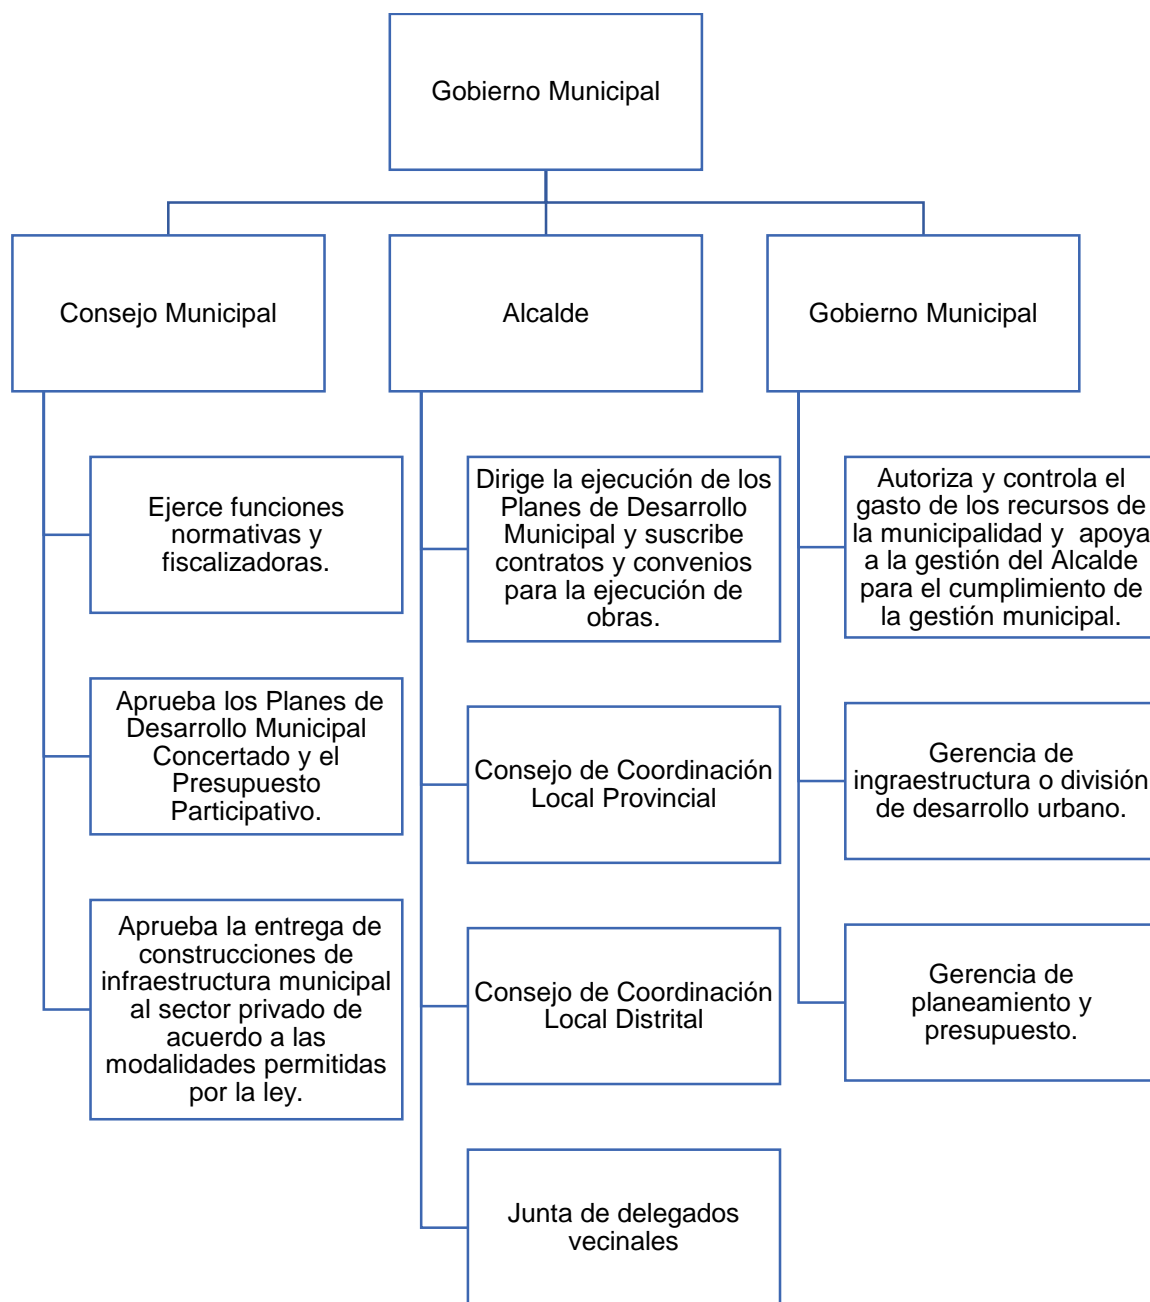 Gobierno Municipal
Consejo Municipal
Ejerce funciones
normativas y
fiscalizadoras.
Aprueba los Planes de
Desarrollo Municipal
Concertado y el
Presupuesto
Participativo.
Aprueba la entrega de
construcciones de
infraestructura municipal
al sector privado de
acuerdo a las
modalidades permitidas
por la ley.
Alcalde
Dirige la ejecución de los
Planes de Desarrollo
Municipal y suscribe
contratos y convenios
para la ejecución de
obras.
Consejo de Coordinación
Local Provincial
Consejo de Coordinación
Local Distrital
Junta de delegados
vecinales
Gobierno Municipal
Autoriza y controla el
gasto de los recursos de
la municipalidad y  apoya
a la gestión del Alcalde
para el cumplimiento de
la gestión municipal.
Gerencia de
ingraestructura o división
de desarrollo urbano.
Gerencia de
planeamiento y
presupuesto.